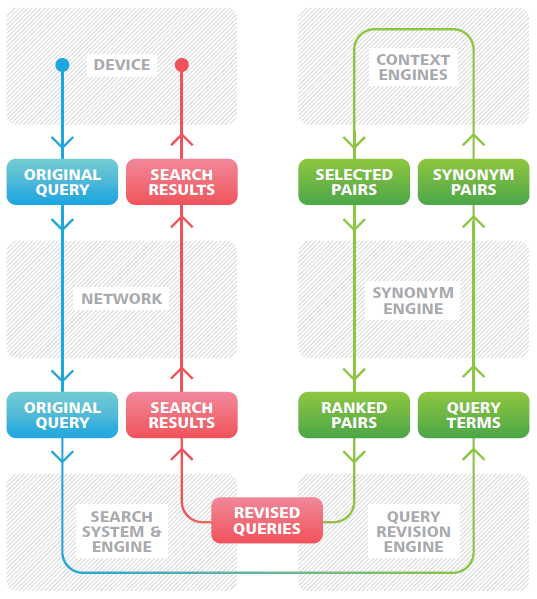 DEVICE
CONTEXT
ENGINES
ORIGINAL
QUERY
SEARCH
RESULTS
SELECTED
PAIRS
SYNONYM
PAIRS
NETWORK
SYNONYM
ENGINE
ORIGINAL
QUERY
SEARCH
RESULTS
RANKED
PAIRS
QUERY
TERMS
SEARCH
SYSTEM &
ENGINE
REVISED
QUERIES
QUERY
REVISION
ENGINE